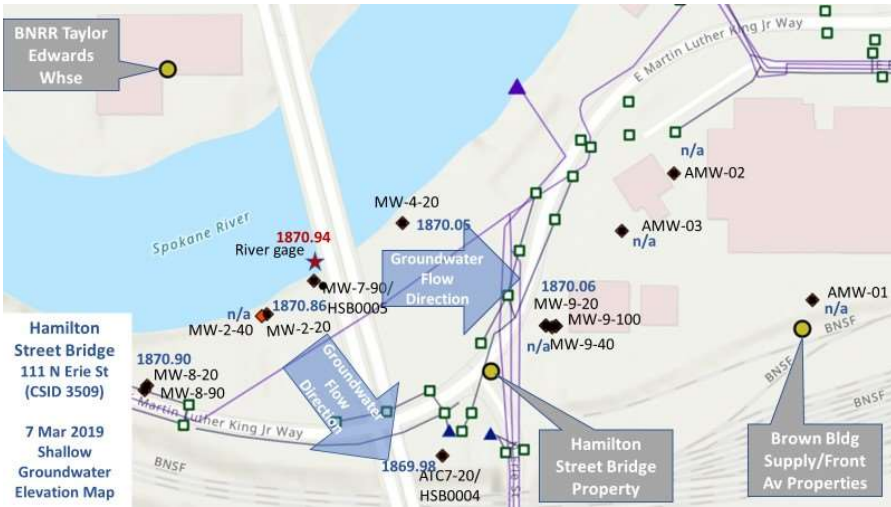 BNRR Taylor
Edwards
Whse
E Martin Luther King Jr Way
n/a
AMW-02
MW-4-20
1870.05
AMW-03
n/a
Spokane River
1870.94
River gage
Groundwater
Flow
Direction
MW-7-90/
HSB0005
1870.86
n/a
MW-2-40
MW-2-20
1870.06
MW-9-20
MW-9-100
n/a
MW-9-40
AMW-01
n/a
BNSF
BNSF
BNSF
Hamilton
Street Bridge
111 N Erie St
(CSID 3509)
7 Mar 2019
Shallow
Groundwater
Elevation Map
1870.90
MW-8-20
MW-8-90
E Martin Luther King Jr Way
BNSF
Groundwater
Flow
Direction
1869.98
ATC7-20/
HSB0004
Hamilton
Street Bridge
Property
Brown Bldg
Supply/Front
Av Properties